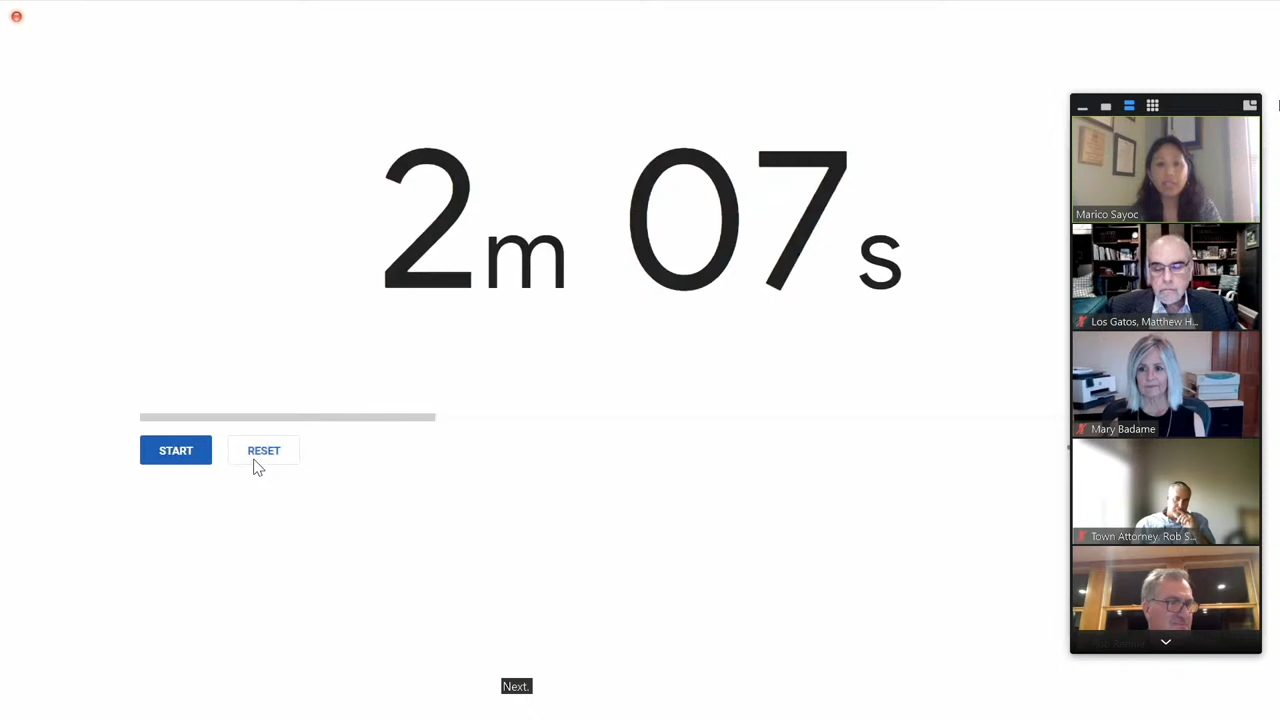 2m 07s
START
RESET
Marico Sayoc
Los Gatos, Matthew H...
Mary Badame
Town Attorney, Rob S...
Next.